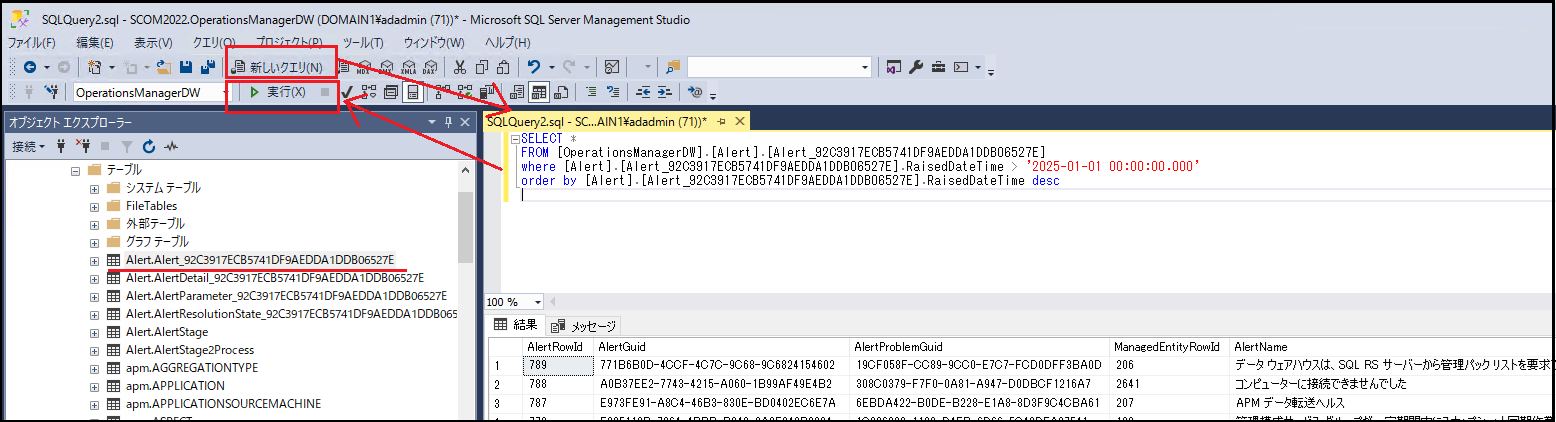 SQLQuery2.sql - SCOM2022.OperationsManagerDW (DOMAIN1¥adadmin (71))* - Microsoft SQL Server Management Studio
ファイル(F) 編集(E) 表示(V) クエリ(Q) プロジェクト(P) ツール(T) ウィンドウ(W) ヘルプ(H)
新しいクエリ(N) MDX DMX XMLA DAX
OperationsManagerDW 実行(X)
オブジェクト エクスプローラー
接続
テーブル
システム テーブル
FileTables
外部テーブル
グラフ テーブル
Alert.Alert_92C3917ECB5741DF9AEDDA1DDB06527E
Alert.AlertDetail_92C3917ECB5741DF9AEDDA1DDB06527E
Alert.AlertParameter_92C3917ECB5741DF9AEDDA1DDB06527E
Alert.AlertResolutionState_92C3917ECB5741DF9AEDDA1DDB065
Alert.AlertStage
Alert.AlertStage2Process
apm.AGGREGATIONTYPE
apm.APPLICATION
apm.APPLICATIONSOURCEMACHINE
SQLQuery2.sql - SC...AIN1¥adadmin (71))*
SELECT *
FROM [OperationsManagerDW].[Alert].[Alert_92C3917ECB5741DF9AEDDA1DDB06527E]
where [Alert].[Alert_92C3917ECB5741DF9AEDDA1DDB06527E].RaisedDateTime > '2025-01-01 00:00:00.000'
order by [Alert].[Alert_92C3917ECB5741DF9AEDDA1DDB06527E].RaisedDateTime desc
100 %
結果 メッセージ
AlertRowId AlertGuid AlertProblemGuid ManagedEntityRowId AlertName
1 789 771B6B0D-4CCF-4C7C-9C68-9C6824154602 19CF058F-CC89-9CC0-E7C7-FCD0DFF3BA0D 206 データ ウェアハウスは、SQL RS サーバーから管理パック リストを要求で
2 788 A0B37EE2-7743-4215-A060-1B99AF49E4B2 308C0379-F7F0-0A81-A947-D0DBCF1216A7 2641 コンピューターに接続できませんでした
3 787 E973FE91-A8C4-46B3-830E-BD0402EC6E7A 6EBDA422-B0DE-B228-E1A8-8D3F9C4CBA61 207 APM データ転送ヘルス